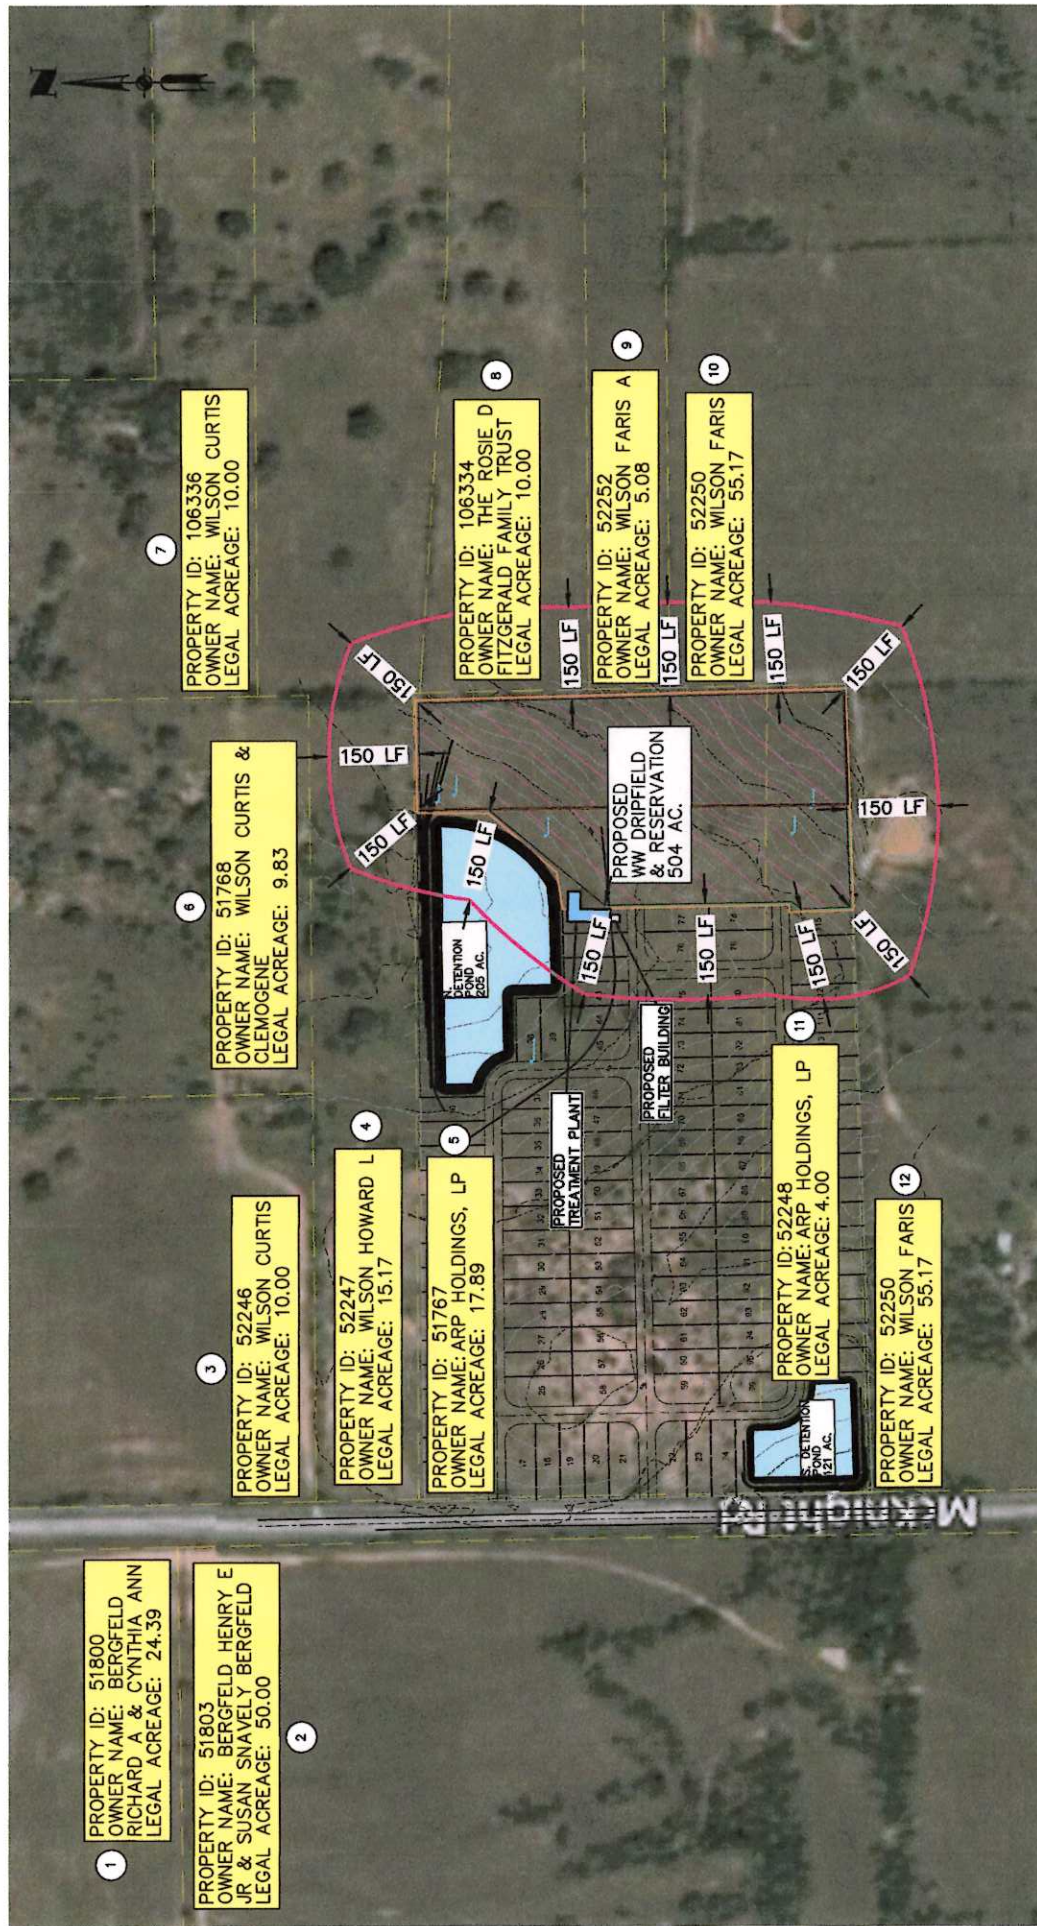 N
1
PROPERTY ID: 51800
OWNER NAME: BERGFELD
RICHARD A & CYNTHIA ANN
LEGAL ACREAGE: 24.39
PROPERTY ID: 51803
OWNER NAME: BERGFELD HENRY E
JR & SUSAN SNAVELY BERGFELD
LEGAL ACREAGE: 50.00
2
3
PROPERTY ID: 52246
OWNER NAME: WILSON CURTIS
LEGAL ACREAGE: 10.00
4
PROPERTY ID: 52247
OWNER NAME: WILSON HOWARD L
LEGAL ACREAGE: 15.17
5
PROPERTY ID: 51767
OWNER NAME: ARP HOLDINGS, LP
LEGAL ACREAGE: 17.89
6
PROPERTY ID: 51788
OWNER NAME: WILSON CURTIS &
CLEMOGENE
LEGAL ACREAGE: 9.83
7
PROPERTY ID: 106336
OWNER NAME: WILSON CURTIS
LEGAL ACREAGE: 10.00
8
PROPERTY ID: 106334
OWNER NAME: THE ROSIE D
FITZGERALD FAMILY TRUST
LEGAL ACREAGE: 10.00
9
PROPERTY ID: 52252
OWNER NAME: WILSON FARIS A
LEGAL ACREAGE: 5.08
10
PROPERTY ID: 52250
OWNER NAME: WILSON FARIS
LEGAL ACREAGE: 55.17
11
PROPERTY ID: 52248
OWNER NAME: ARP HOLDINGS, LP
LEGAL ACREAGE: 4.00
12
PROPERTY ID: 52250
OWNER NAME: WILSON FARIS
LEGAL ACREAGE: 55.17
N.
DETENTION
POND
205 AC.
S. DETENTION
POND
1.21 AC.
PROPOSED
TREATMENT PLANT
PROPOSED
FILTER BUILDING
PROPOSED
WW DRIPFIELD
& RESERVATION
504 AC.
150 LF
150 LF
150 LF
150 LF
150 LF
150 LF
150 LF
150 LF
150 LF
150 LF
150 LF
150 LF
150 LF
McKnight Rd
17
18
19
20
21
22
23